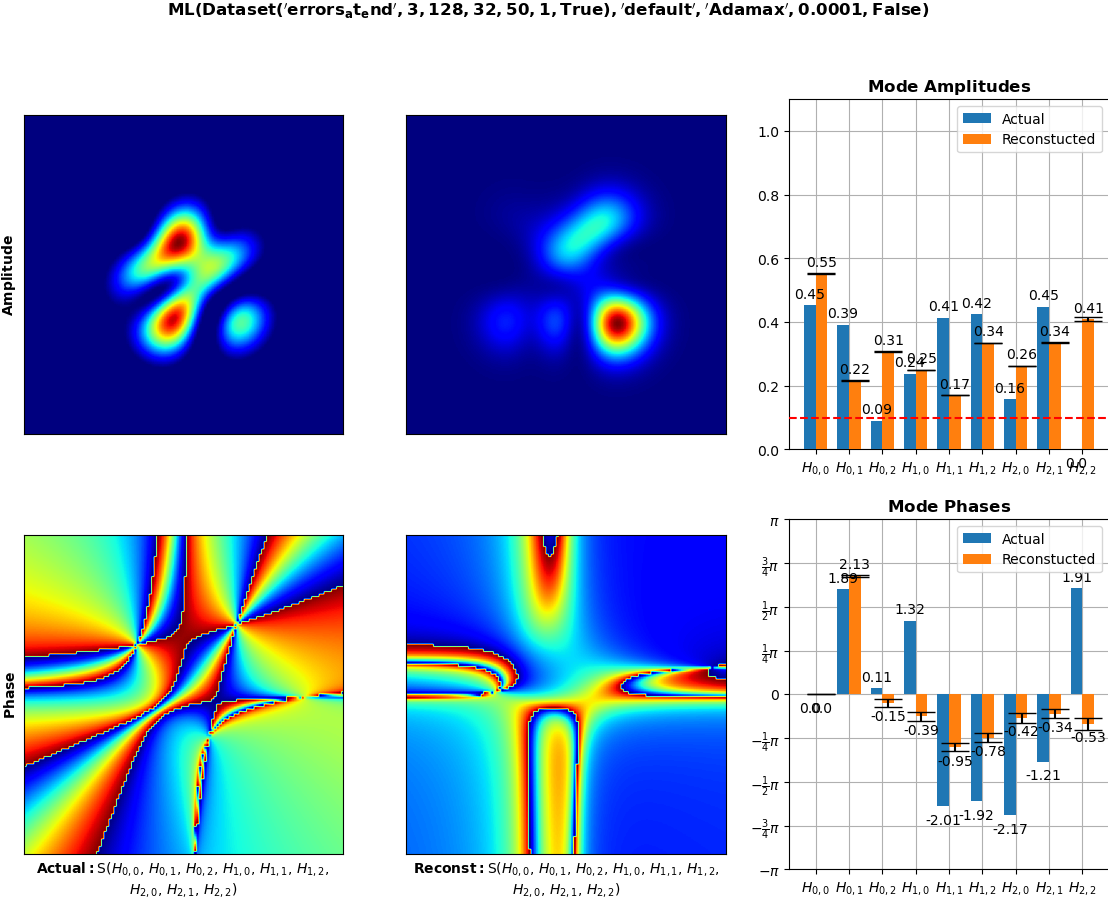 ML(Dataset('errors_at_end', 3, 128, 32, 50, 1, True), 'default', 'Adamax', 0.0001, False)
Amplitude
Mode Amplitudes
Actual
Reconstucted
1.0
0.8
0.6
0.4
0.2
0.0
0.45
0.55
0.39
0.22
0.09
0.31
0.24
0.25
0.41
0.17
0.42
0.34
0.16
0.26
0.45
0.34
0.0
0.41
H0,0 H0,1 H0,2 H1,0 H1,1 H1,2 H2,0 H2,1 H2,2
Phase
Actual: S(H0,0, H0,1, H0,2, H1,0, H1,1, H1,2,
H2,0, H2,1, H2,2)
Reconst: S(H0,0, H0,1, H0,2, H1,0, H1,1, H1,2,
H2,0, H2,1, H2,2)
Mode Phases
Actual
Reconstucted
π
3/4π
1/2π
1/4π
0
−1/4π
−1/2π
−3/4π
−π
0.0
0.0
1.89
2.13
0.11
-0.15
1.32
-0.39
-2.01
-0.95
-1.92
-0.78
-2.17
-0.42
-1.21
-0.34
1.91
-0.53
H0,0 H0,1 H0,2 H1,0 H1,1 H1,2 H2,0 H2,1 H2,2